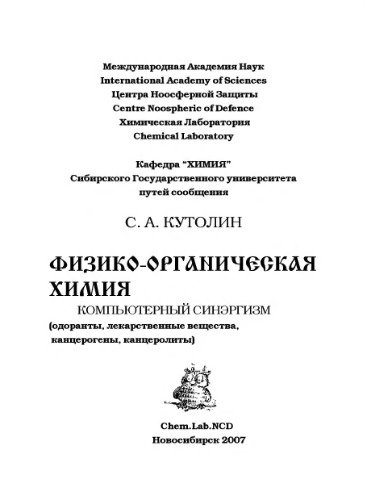 Международная Академия Наук
International Academy of Sciences
Центра Ноосферной Защиты
Centre Noospheric of Defence
Химическая Лаборатория
Chemical Laboratory
Кафедра “ХИМИЯ”
Сибирского Государственного университета
путей сообщения
С. А. КУТОЛИН
ФИЗИКО-ОРГАНИЧЕСКАЯ
ХИМИЯ
КОМПЬЮТЕРНЫЙ СИНЭРГИЗМ
(одоранты, лекарственные вещества,
канцерогены, канцеролиты)
Chem.Lab.NCD
Новосибирск 2007